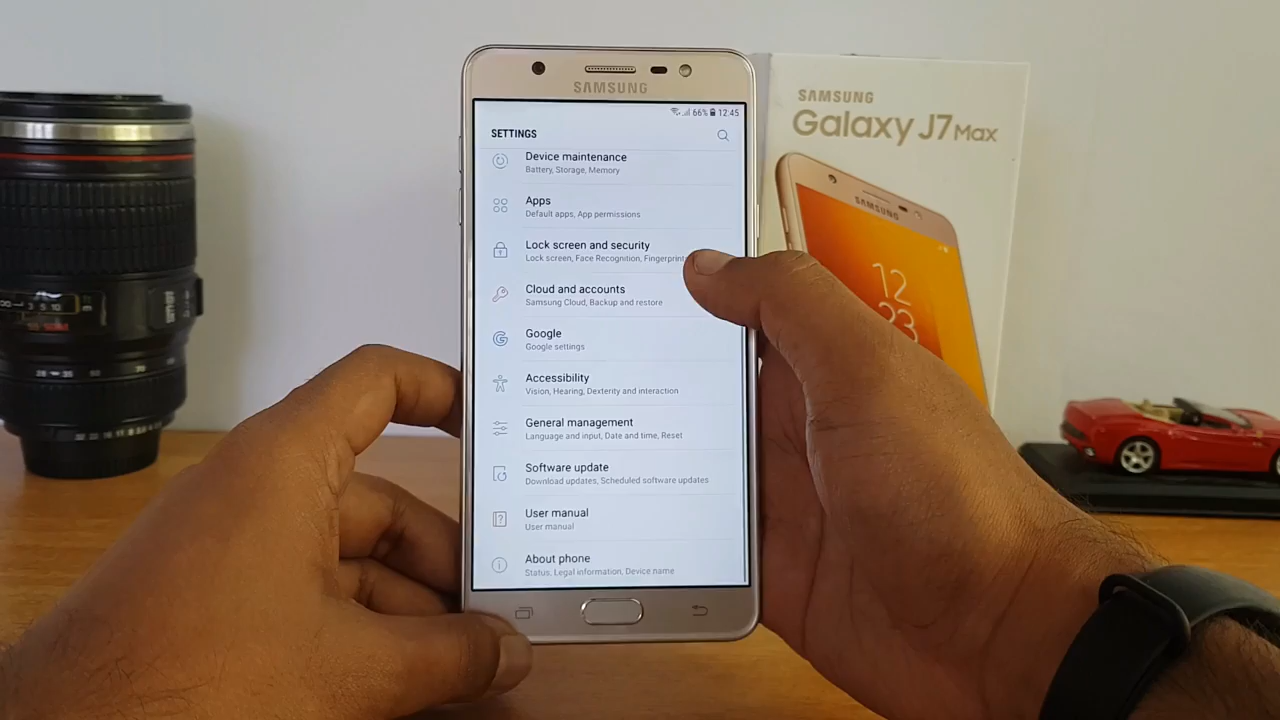 SAMSUNG
66% 12:45
SETTINGS
Device maintenance
Battery, Storage, Memory
Apps
Default apps, App permissions
Lock screen and security
Lock screen, Face Recognition, Fingerprint
Cloud and accounts
Samsung Cloud, Backup and restore
Google
Google settings
Accessibility
Vision, Hearing, Dexterity and interaction
General management
Language and input, Date and time, Reset
Software update
Download updates, Scheduled software updates
User manual
User manual
About phone
Status, Legal information, Device name
SAMSUNG
Galaxy J7 Max
SAMSUNG
12
23